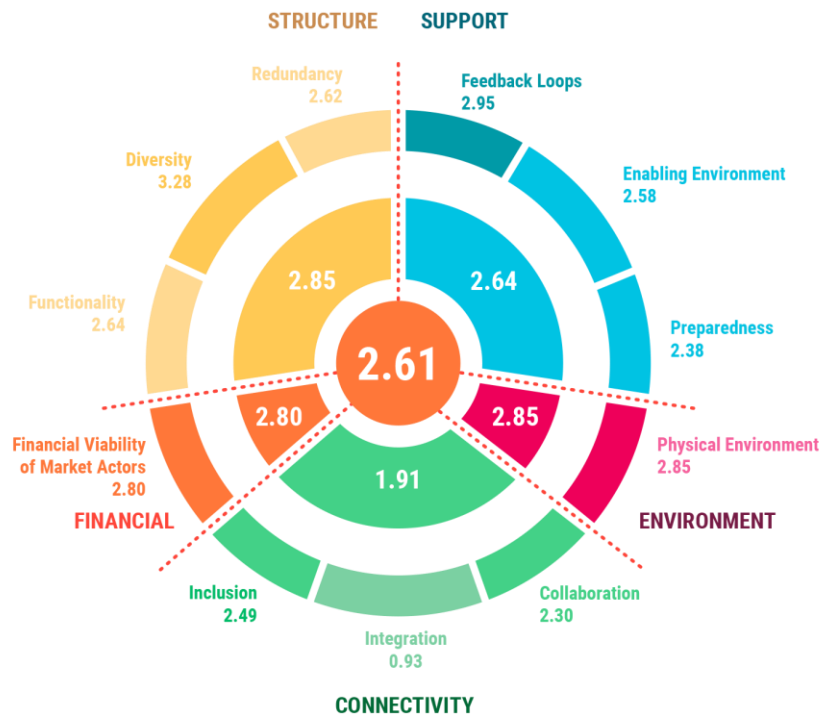 STRUCTURE
SUPPORT
Redundancy
2.62
Feedback Loops
2.95
Diversity
3.28
Enabling Environment
2.58
2.85
2.64
Functionality
2.64
Preparedness
2.38
2.61
2.80
2.85
Financial Viability
of Market Actors
2.80
Physical Environment
2.85
1.91
FINANCIAL
ENVIRONMENT
Inclusion
2.49
Collaboration
2.30
Integration
0.93
CONNECTIVITY